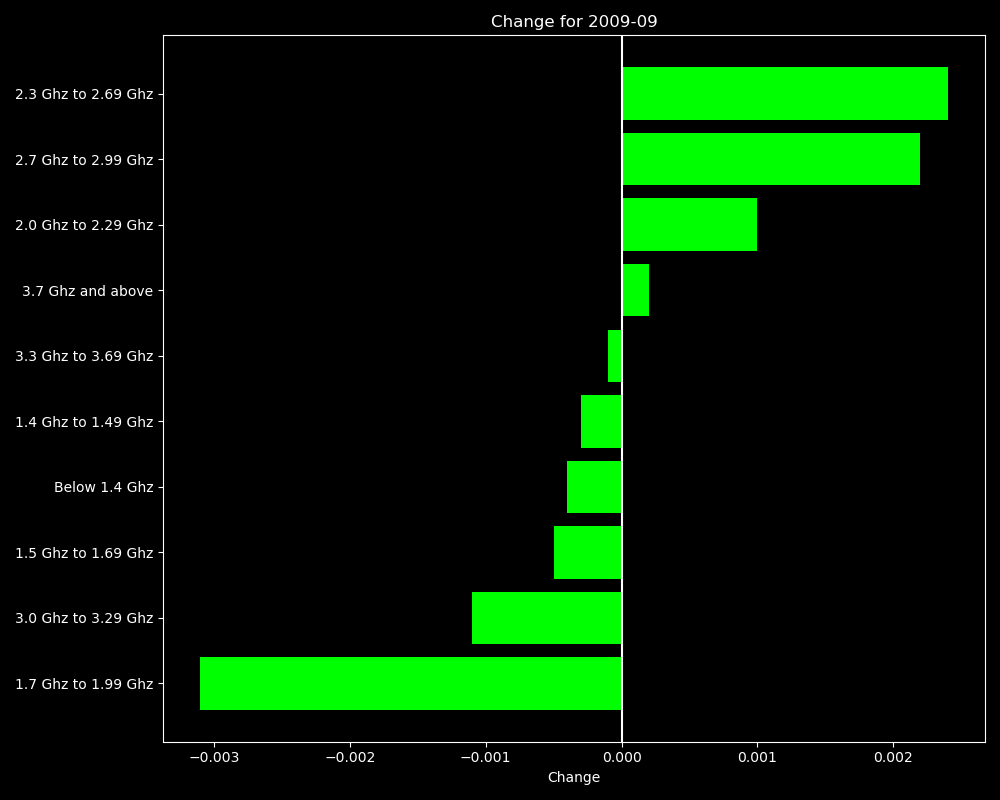 Change for 2009-09
2.3 Ghz to 2.69 Ghz
2.7 Ghz to 2.99 Ghz
2.0 Ghz to 2.29 Ghz
3.7 Ghz and above
3.3 Ghz to 3.69 Ghz
1.4 Ghz to 1.49 Ghz
Below 1.4 Ghz
1.5 Ghz to 1.69 Ghz
3.0 Ghz to 3.29 Ghz
1.7 Ghz to 1.99 Ghz
−0.003 −0.002 −0.001 0.000 0.001 0.002
Change